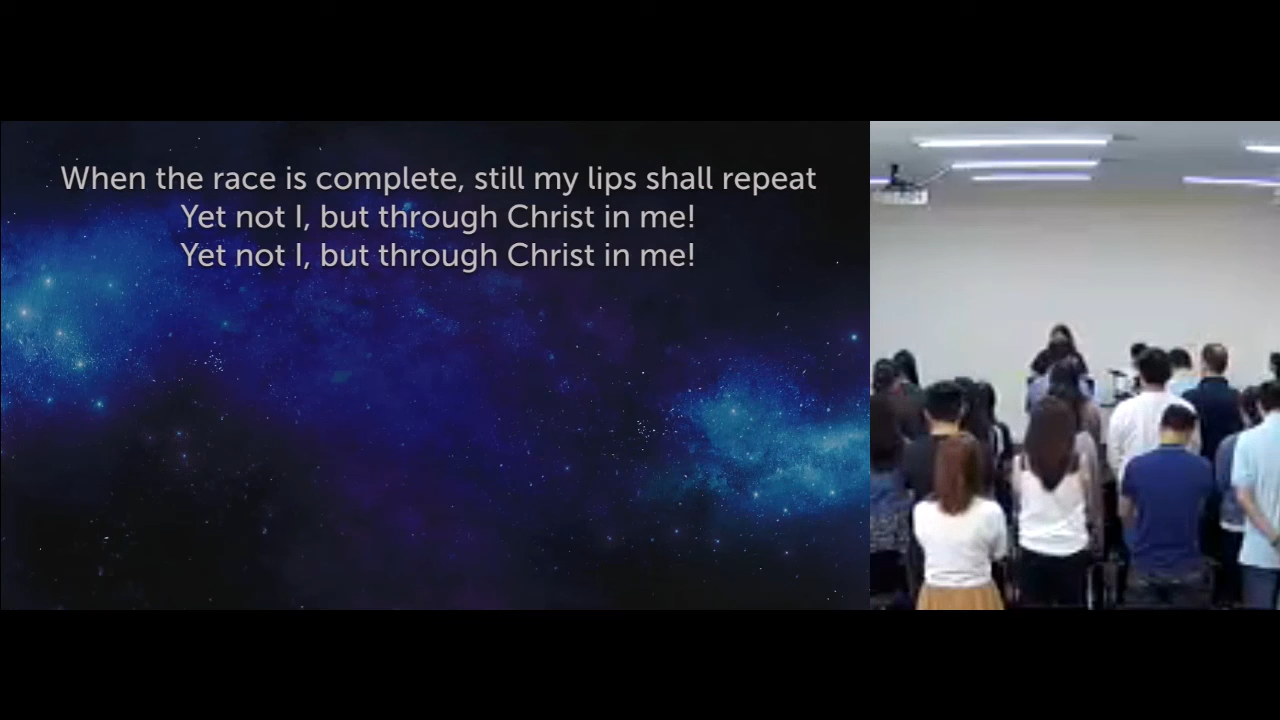 When the race is complete, still my lips shall repeat
Yet not I, but through Christ in me!
Yet not I, but through Christ in me!